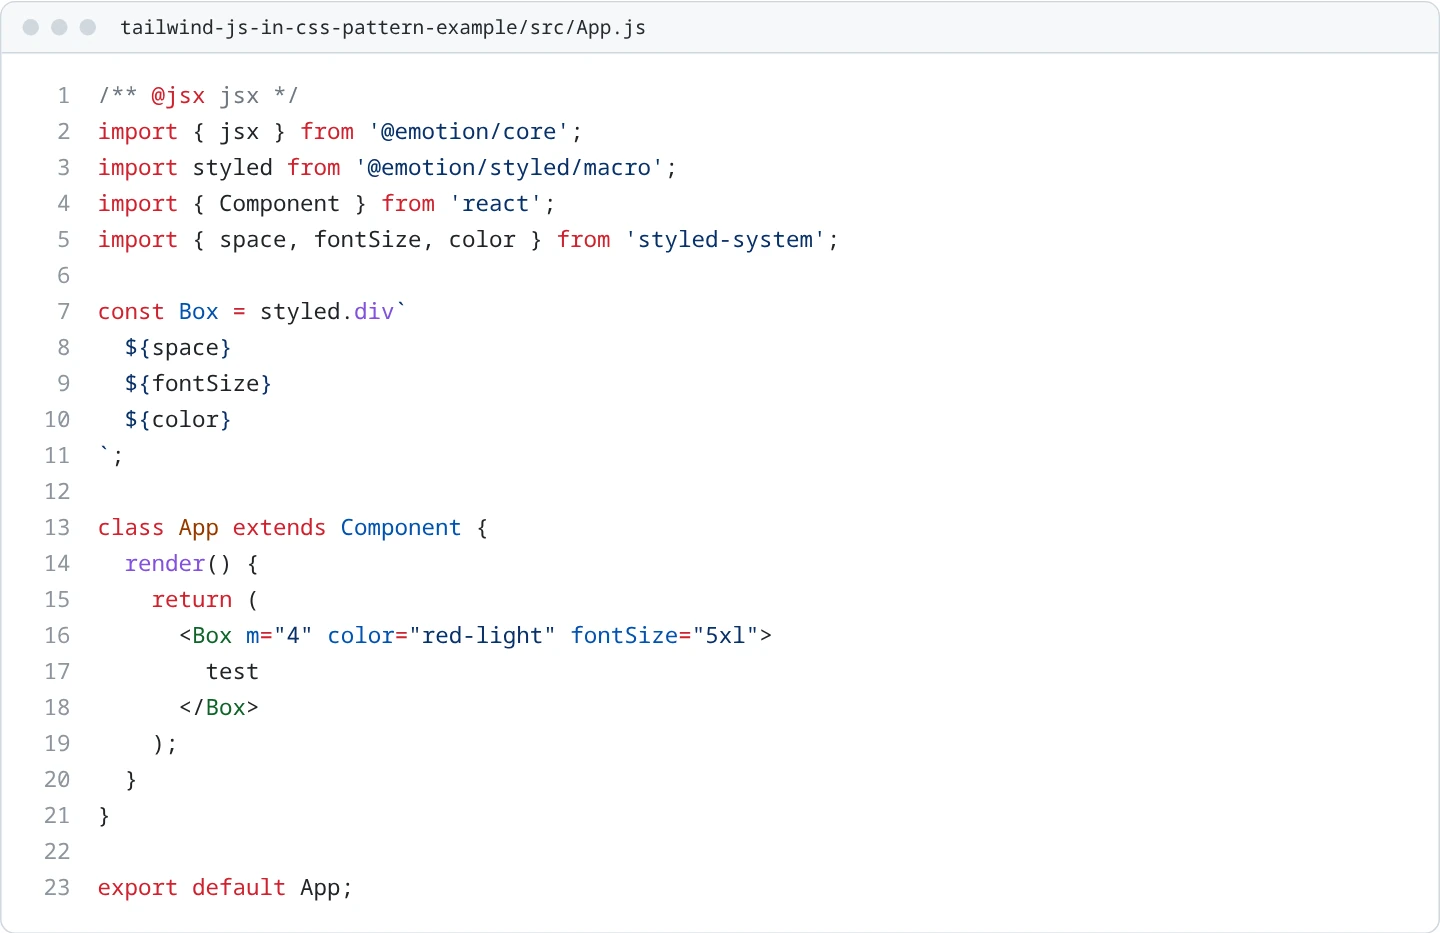 tailwind-js-in-css-pattern-example/src/App.js
1 /** @jsx jsx */
2 import { jsx } from '@emotion/core';
3 import styled from '@emotion/styled/macro';
4 import { Component } from 'react';
5 import { space, fontSize, color } from 'styled-system';
6
7 const Box = styled.div`
8   ${space}
9   ${fontSize}
10   ${color}
11 `;
12
13 class App extends Component {
14   render() {
15     return (
16       <Box m="4" color="red-light" fontSize="5xl">
17         test
18       </Box>
19     );
20   }
21 }
22
23 export default App;